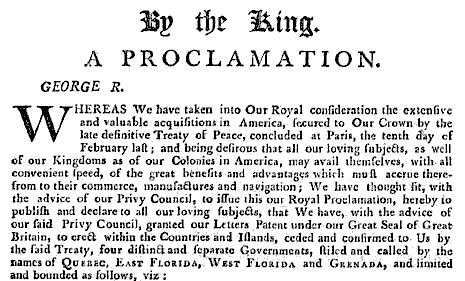 By the King.
A PROCLAMATION.
GEORGE R.
WHEREAS We have taken into Our Royal conſideration the extenſive
and valuable acquiſitions in America, ſecured to Our Crown by the
late definitive Treaty of Peace, concluded at Paris, the tenth day of
February laſt; and being deſirous that all our loving ſubjects, as well
of our Kingdoms as of our Colonies in America, may avail themſelves, with all
convenient ſpeed, of the great benefits and advantages which muſt accrue there-
from to their commerce, manufactures and navigation; We have thought fit, with
the advice of our Privy Council, to iſſue this our Royal Proclamation, hereby to
publiſh and declare to all our loving ſubjects, that We have, with the advice of
our ſaid Privy Council, granted our Letters Patent under our Great Seal of Great
Britain, to erect within the Countries and Iſlands, ceded and confirmed to Us by
the ſaid Treaty, four diſtinct and ſeparate Governments, ſtiled and called by the
names of QUEBEC, EAST FLORIDA, WEST FLORIDA and GRENADA, and limited
and bounded as follows, viz: